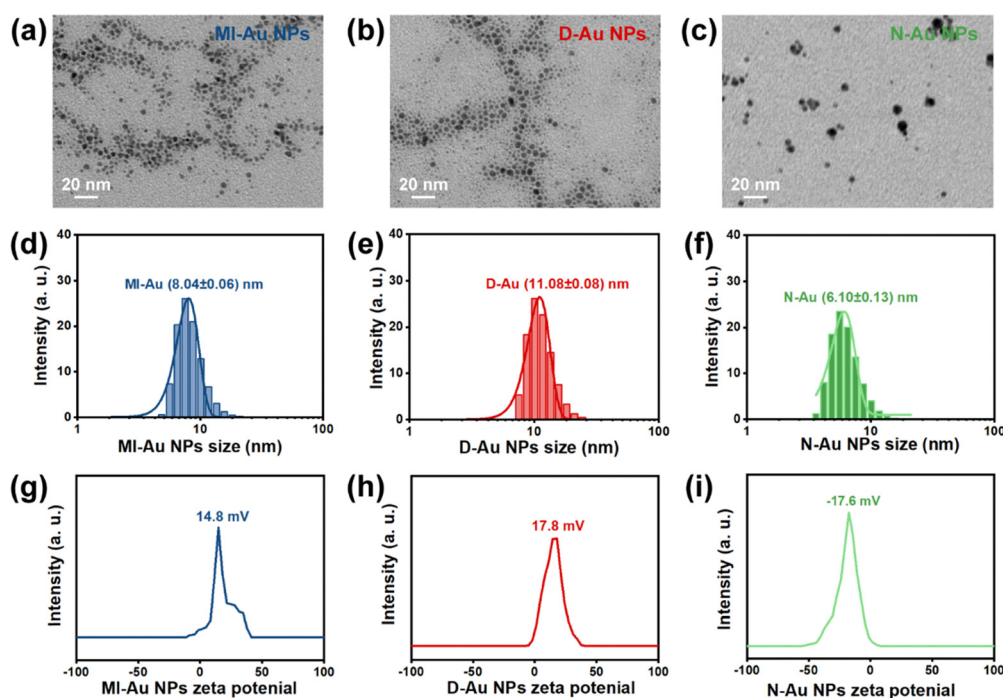 (a)
MI-Au NPs
20 nm
(b)
D-Au NPs
20 nm
(c)
N-Au NPs
20 nm
(d)
40
30
20
10
0
Intensity (a. u.)
MI-Au (8.04±0.06) nm
1
10
100
MI-Au NPs size (nm)
(e)
40
30
20
10
0
Intensity (a. u.)
D-Au (11.08±0.08) nm
1
10
100
D-Au NPs size (nm)
(f)
40
30
20
10
0
Intensity (a. u.)
N-Au (6.10±0.13) nm
1
10
100
N-Au NPs size (nm)
(g)
Intensity (a. u.)
14.8 mV
-100
-50
0
50
100
MI-Au NPs zeta potenial
(h)
Intensity (a. u.)
17.8 mV
-100
-50
0
50
100
D-Au NPs zeta potenial
(i)
Intensity (a. u.)
-17.6 mV
-100
-50
0
50
100
N-Au NPs zeta potenial